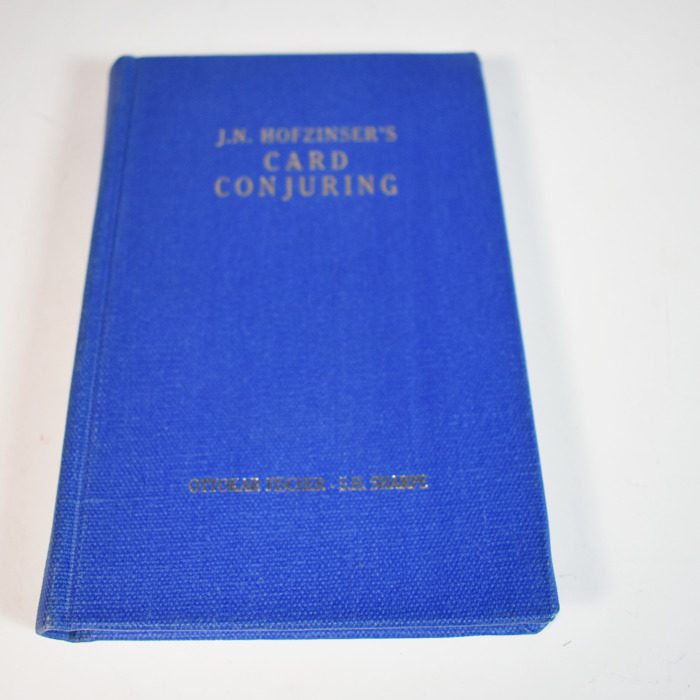 J.N. HOFZINSER'S
CARD
CONJURING
OTTOKAR FISCHER - S.H. SHARPE